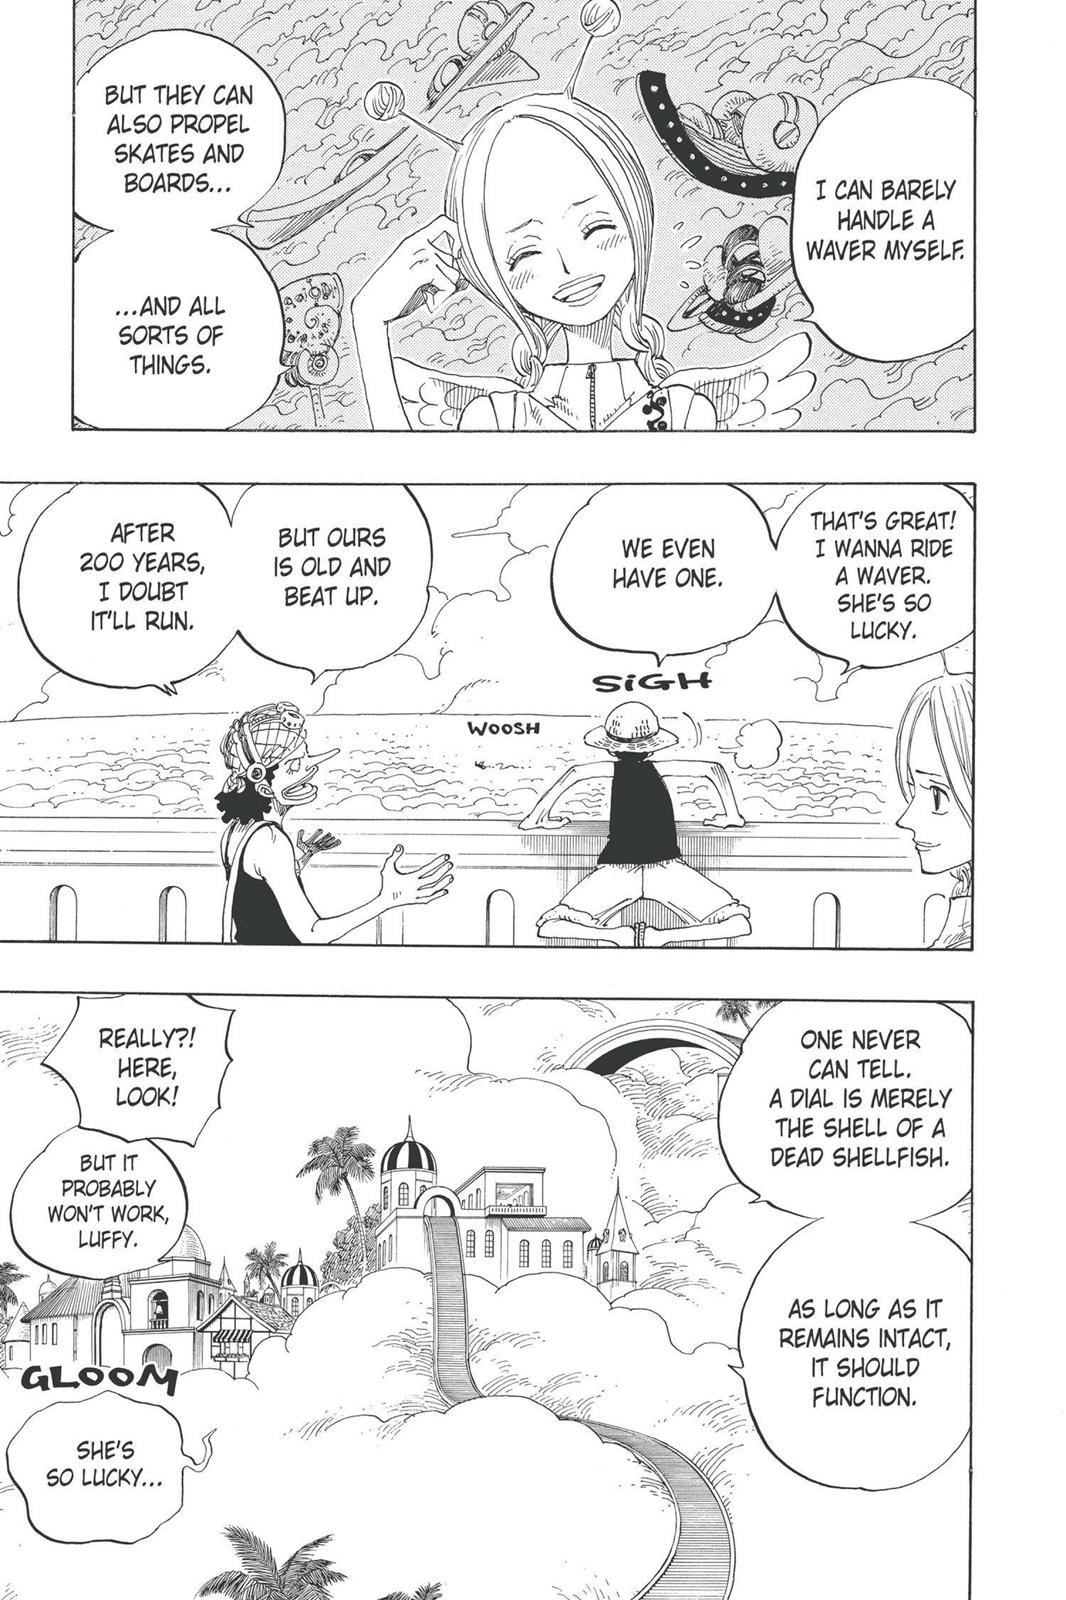 I CAN BARELY
HANDLE A
WAVER MYSELF.
BUT THEY CAN
ALSO PROPEL
SKATES AND
BOARDS...
...AND ALL
SORTS OF
THINGS.
THAT'S GREAT!
I WANNA RIDE
A WAVER.
SHE'S SO
LUCKY.
WE EVEN
HAVE ONE.
SIGH
WOOSH
BUT OURS
IS OLD AND
BEAT UP.
AFTER
200 YEARS,
I DOUBT
IT'LL RUN.
ONE NEVER
CAN TELL.
A DIAL IS MERELY
THE SHELL OF A
DEAD SHELLFISH.
AS LONG AS IT
REMAINS INTACT,
IT SHOULD
FUNCTION.
REALLY?!
HERE,
LOOK!
BUT IT
PROBABLY
WON'T WORK,
LUFFY.
GLOOM
SHE'S
SO LUCKY...